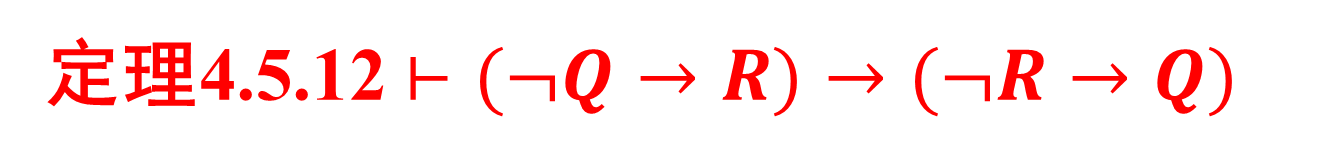 定理4.5.12 ⊢ (¬Q → R) → (¬R → Q)